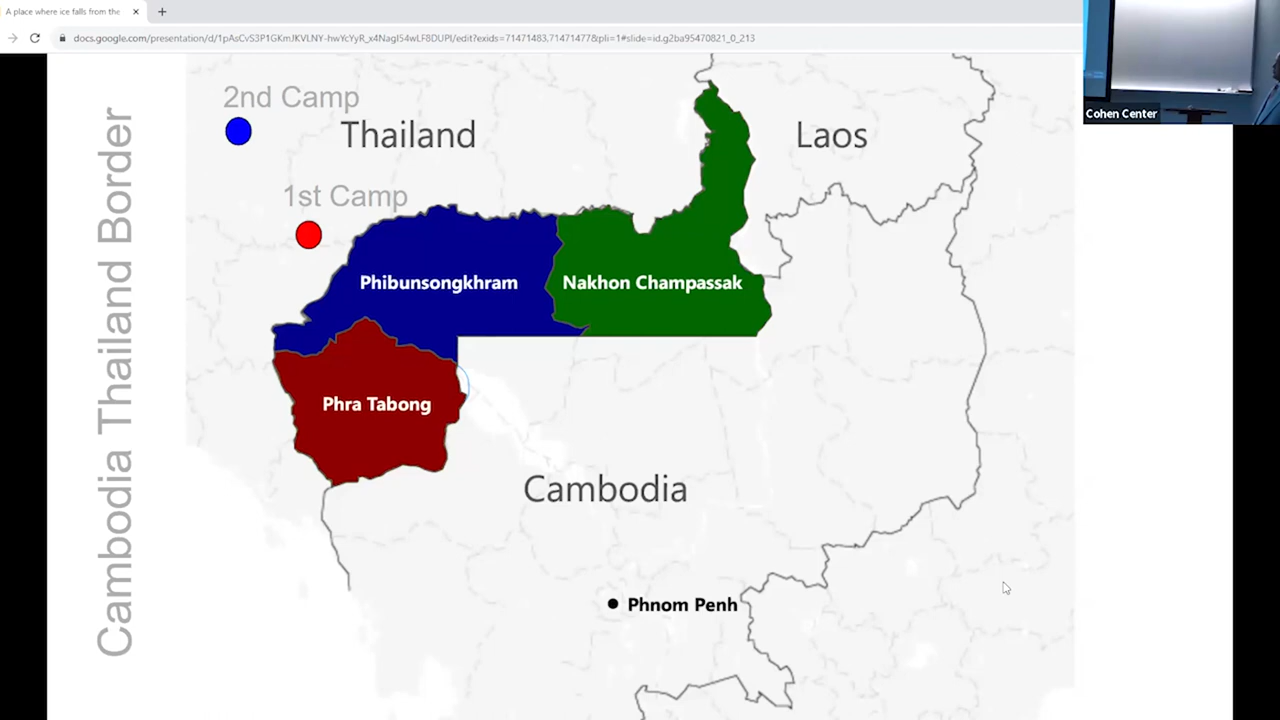 A place where ice falls from the
docs.google.com/presentation/d/1pAsCvS3P1GKmJKVLNY-hwYcYyR_x4NagI54wLF8DUPI/edit?exids=71471483,71471477&pli=1#slide=id.g2ba95470821_0_213
Cohen Center
Cambodia Thailand Border
2nd Camp
Thailand
Laos
1st Camp
Phibunsongkhram
Nakhon Champassak
Phra Tabong
Cambodia
Phnom Penh